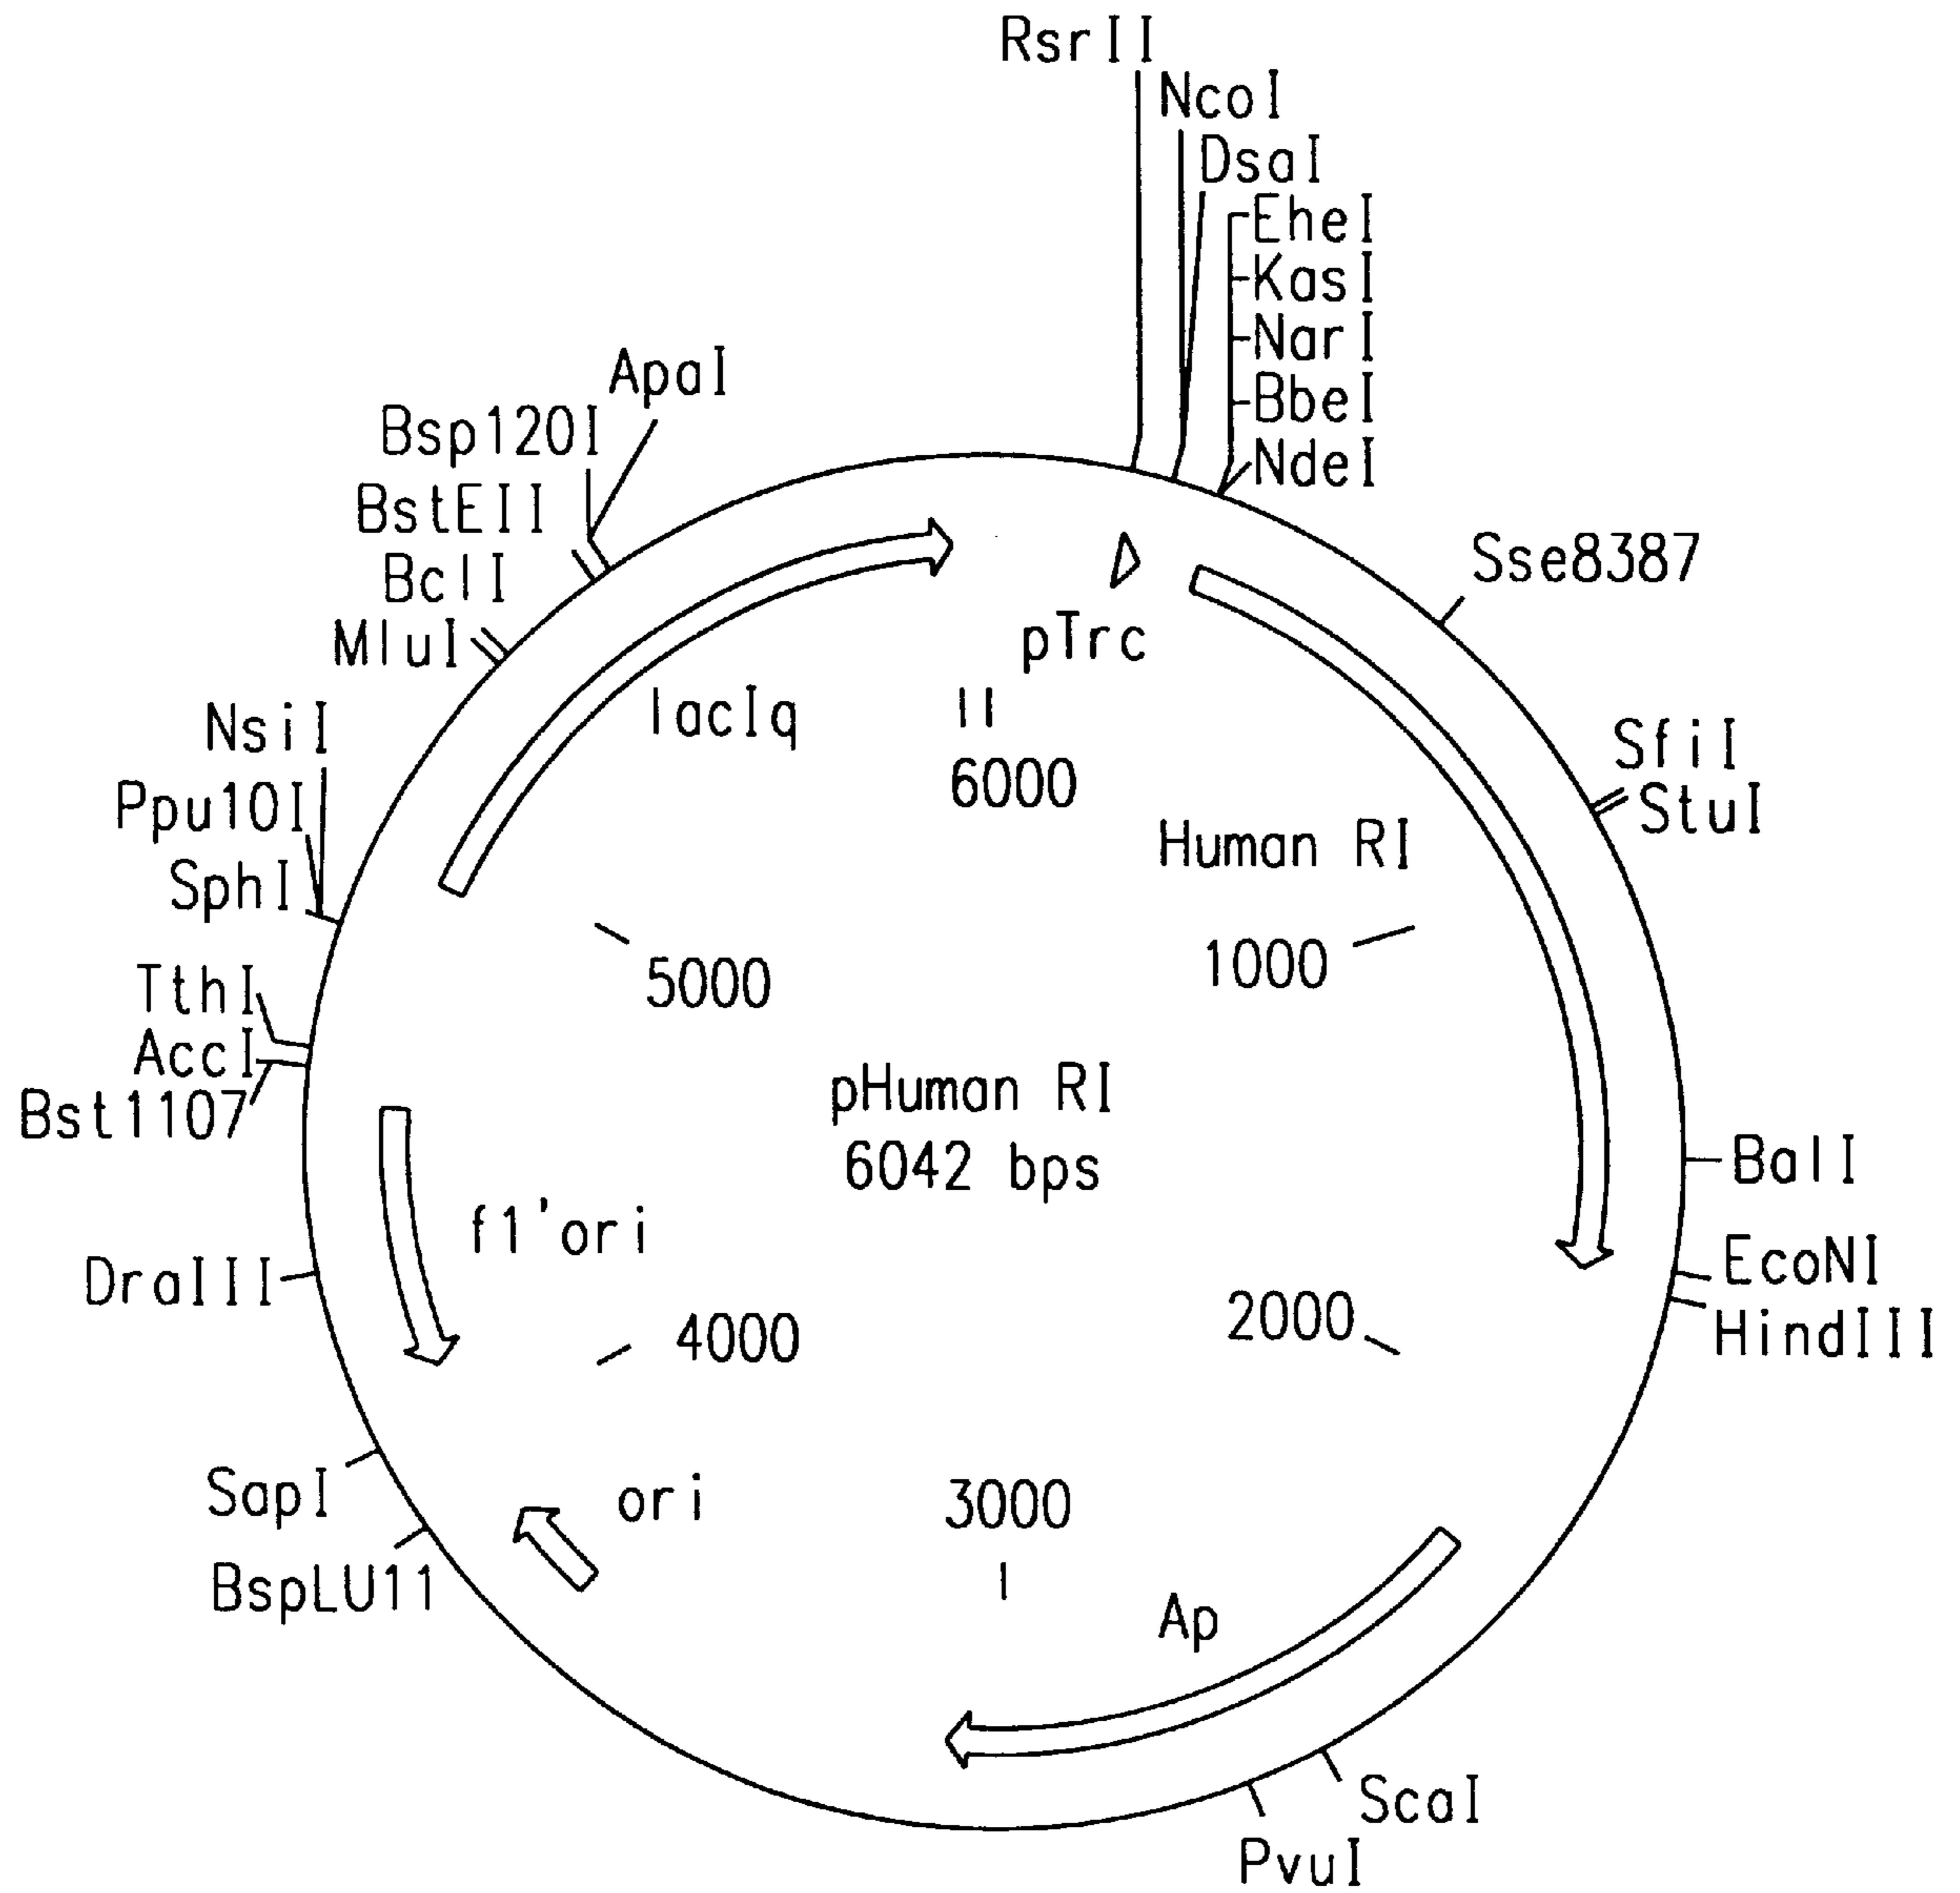 RsrII
NcoI
DsaI
EheI
KasI
NarI
BbeI
NdeI
ApaI
Bsp120I
BstEII
BclI
MluI
NsiI
Ppu10I
SphI
TthI
AccI
Bst1107
DraIII
SapI
BspLU11
Sse8387
SfiI
StuI
BalI
EcoNI
HindIII
ScaI
PvuI
pTrc
lacIq
6000
Human RI
1000
5000
pHuman RI
6042 bps
f1'ori
4000
2000
ori
3000
Ap